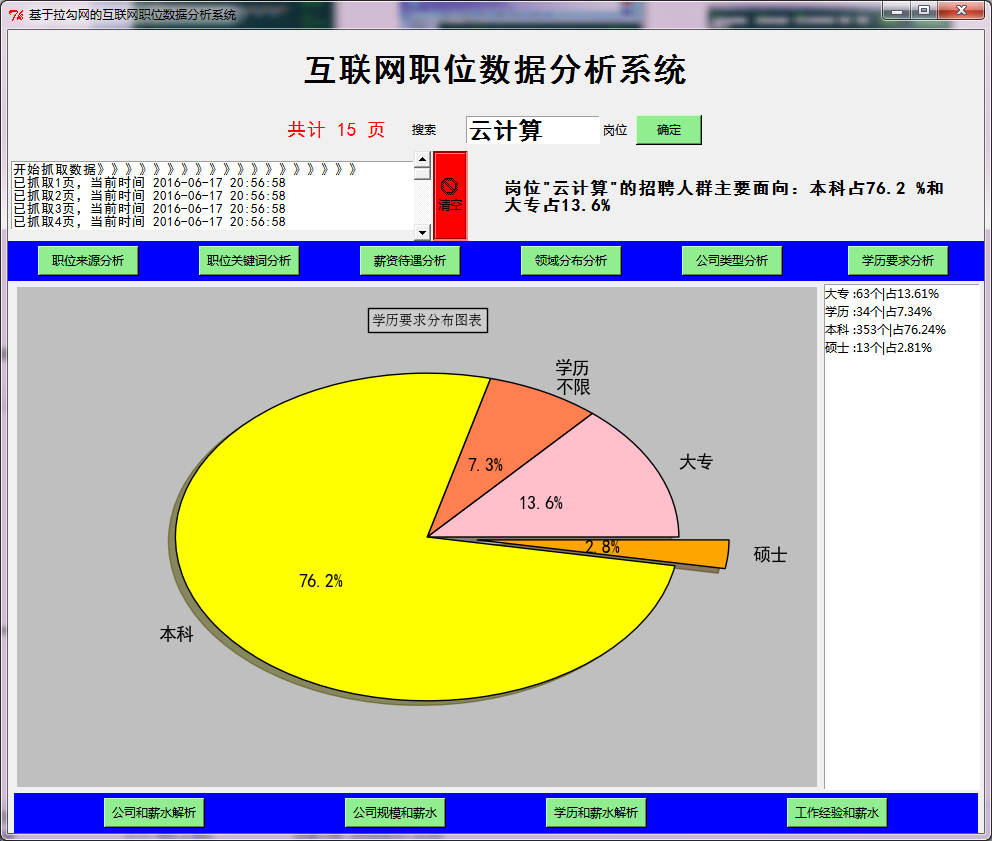 基于拉勾网的互联网职位数据分析系统
互联网职位数据分析系统
共计 15 页 搜索 云计算 岗位 确定
开始抓取数据》》》》》》》》》》》》》》》》》》》
已抓取1页，当前时间 2016-06-17 20:56:58
已抓取2页，当前时间 2016-06-17 20:56:58
已抓取3页，当前时间 2016-06-17 20:56:58
已抓取4页，当前时间 2016-06-17 20:56:58
清空
岗位"云计算"的招聘人群主要面向：本科占76.2 %和
大专占13.6%
职位来源分析 职位关键词分析 薪资待遇分析 领域分布分析 公司类型分析 学历要求分析
学历要求分布图表
学历
不限
大专
7.3%
13.6%
2.8%
硕士
76.2%
本科
大专 :63个|占13.61%
学历 :34个|占7.34%
本科 :353个|占76.24%
硕士 :13个|占2.81%
公司和薪水解析 公司规模和薪水 学历和薪水解析 工作经验和薪水